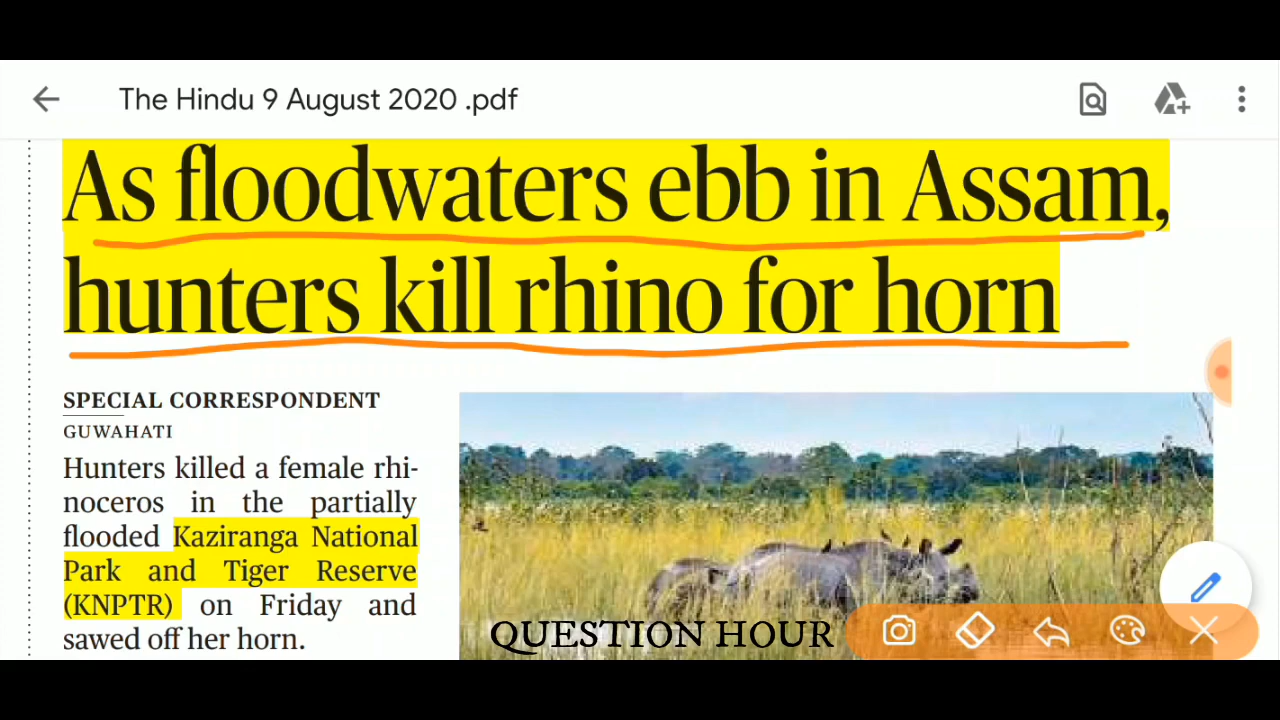 The Hindu 9 August 2020 .pdf
As floodwaters ebb in Assam,
hunters kill rhino for horn
SPECIAL CORRESPONDENT
GUWAHATI
Hunters killed a female rhi-
noceros in the partially
flooded Kaziranga National
Park and Tiger Reserve
(KNPTR) on Friday and
sawed off her horn.
QUESTION HOUR